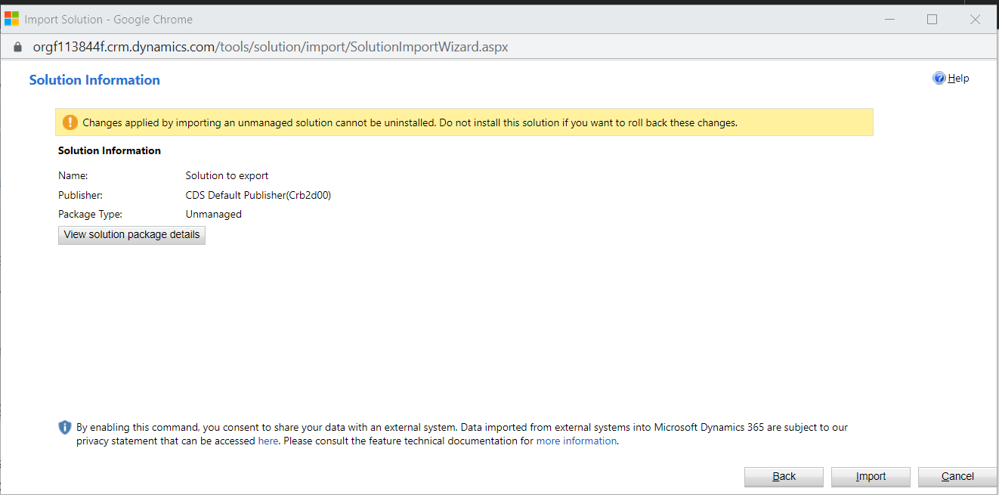 Import Solution - Google Chrome
orgf113844f.crm.dynamics.com/tools/solution/import/SolutionImportWizard.aspx
Solution Information
Help
Changes applied by importing an unmanaged solution cannot be uninstalled. Do not install this solution if you want to roll back these changes.
Solution Information
Name: Solution to export
Publisher: CDS Default Publisher(Crb2d00)
Package Type: Unmanaged
View solution package details
By enabling this command, you consent to share your data with an external system. Data imported from external systems into Microsoft Dynamics 365 are subject to our
privacy statement that can be accessed here. Please consult the feature technical documentation for more information.
Back Import Cancel